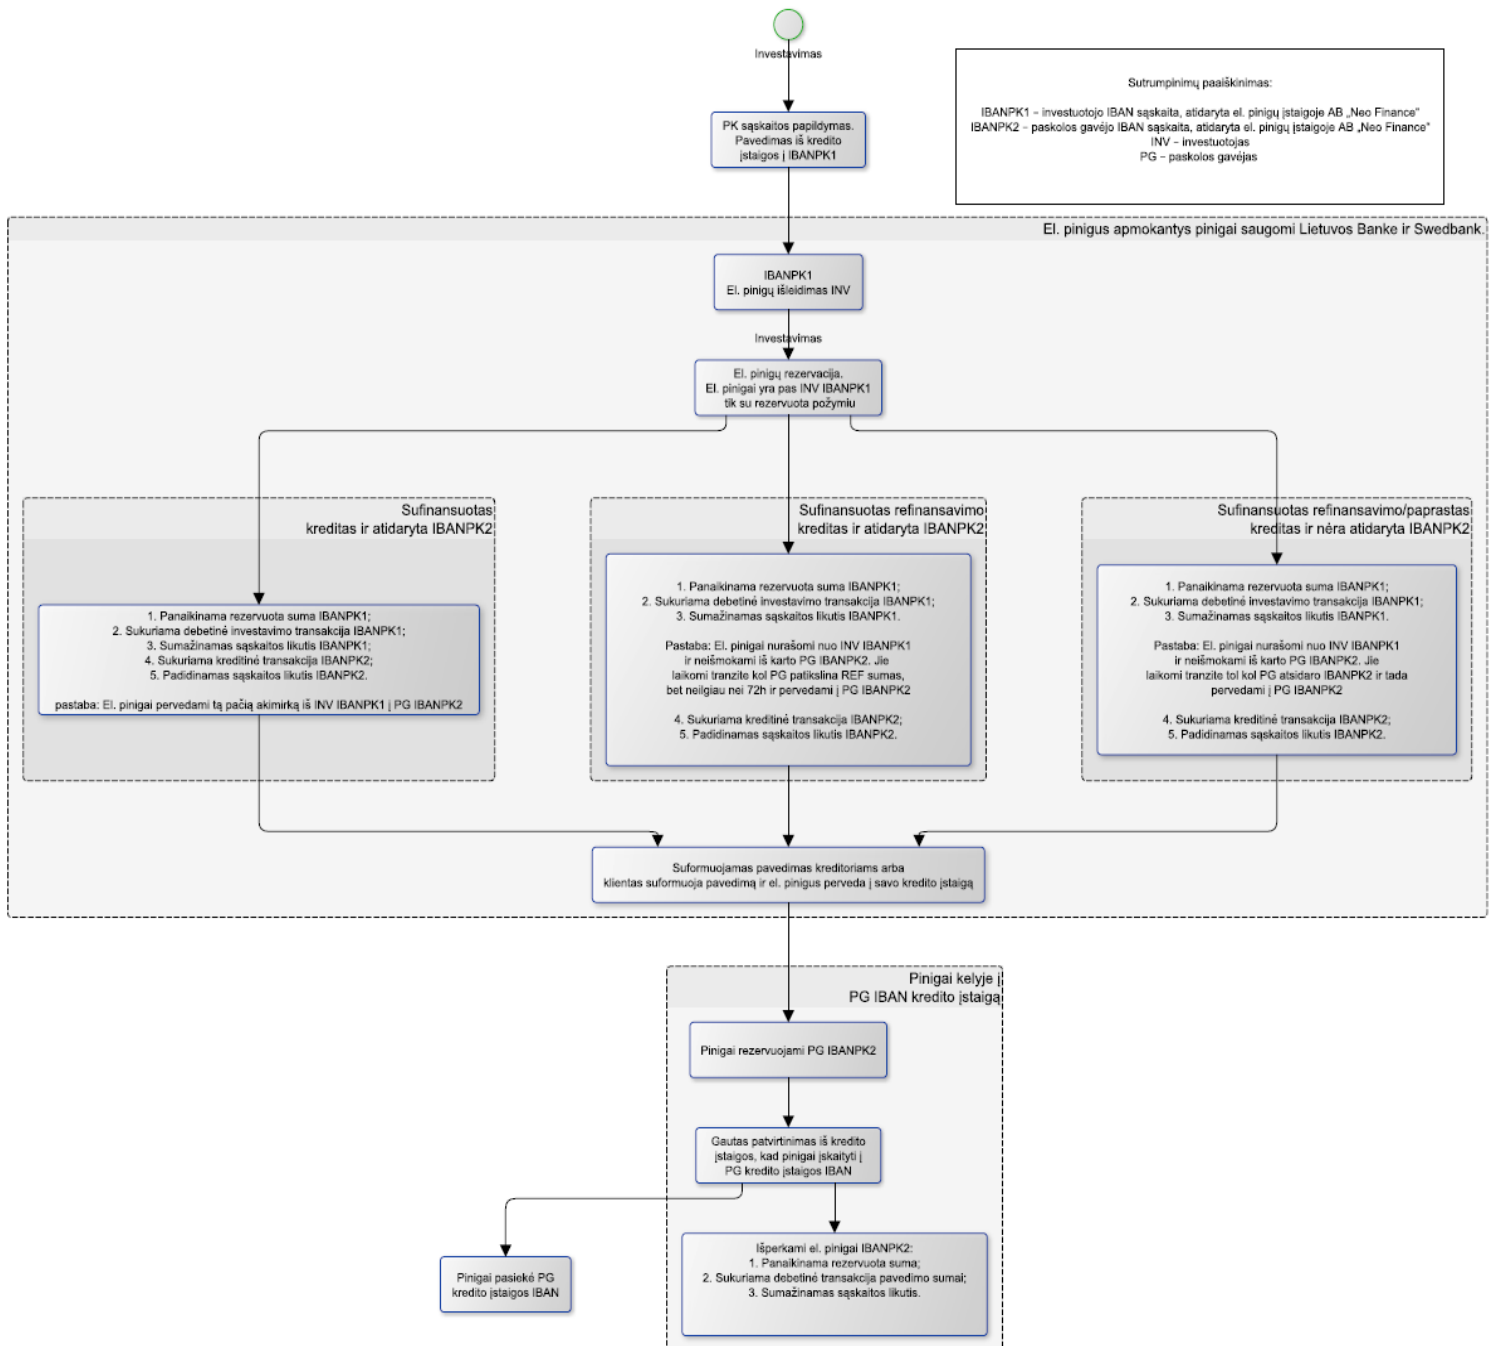 Investavimas
Sutrumpinimų paaiškinimas:
IBANPK1 – investuotojo IBAN sąskaita, atidaryta el. pinigų įstaigoje AB „Neo Finance"
IBANPK2 – paskolos gavėjo IBAN sąskaita, atidaryta el. pinigų įstaigoje AB „Neo Finance"
INV – investuotojas
PG – paskolos gavėjas
PK sąskaitos papildymas.
Pavedimas iš kredito
įstaigos į IBANPK1
El. pinigus apmokantys pinigai saugomi Lietuvos Banke ir Swedbank.
IBANPK1
El. pinigų išleidimas INV
Investavimas
El. pinigų rezervacija.
El. pinigai yra pas INV IBANPK1
tik su rezervuota požymiu
Sufinansuotas
kreditas ir atidaryta IBANPK2
1. Panaikinama rezervuota suma IBANPK1;
2. Sukuriama debetinė investavimo transakcija IBANPK1;
3. Sumažinamas sąskaitos likutis IBANPK1;
4. Sukuriama kreditinė transakcija IBANPK2;
5. Padidinamas sąskaitos likutis IBANPK2.
pastaba: El. pinigai pervedami tą pačią akimirką iš INV IBANPK1 į PG IBANPK2
Sufinansuotas refinansavimo
kreditas ir atidaryta IBANPK2
1. Panaikinama rezervuota suma IBANPK1;
2. Sukuriama debetinė investavimo transakcija IBANPK1;
3. Sumažinamas sąskaitos likutis IBANPK1.
Pastaba: El. pinigai nurašomi nuo INV IBANPK1
ir neišmokami iš karto PG IBANPK2. Jie
laikomi tranzite kol PG patikslina REF sumas,
bet neilgiau nei 72h ir pervedami į PG IBANPK2
4. Sukuriama kreditinė transakcija IBANPK2;
5. Padidinamas sąskaitos likutis IBANPK2.
Sufinansuotas refinansavimo/paprastas
kreditas ir nėra atidaryta IBANPK2
1. Panaikinama rezervuota suma IBANPK1;
2. Sukuriama debetinė investavimo transakcija IBANPK1;
3. Sumažinamas sąskaitos likutis IBANPK1.
Pastaba: El. pinigai nurašomi nuo INV IBANPK1
ir neišmokami iš karto PG IBANPK2. Jie
laikomi tranzite tol kol PG atsidaro IBANPK2 ir tada
pervedami į PG IBANPK2
4. Sukuriama kreditinė transakcija IBANPK2;
5. Padidinamas sąskaitos likutis IBANPK2.
Suformuojamas pavedimas kreditoriams arba
klientas suformuoja pavedimą ir el. pinigus perveda į savo kredito įstaigą
Pinigai kelyje į
PG IBAN kredito įstaigą
Pinigai rezervuojami PG IBANPK2
Gautas patvirtinimas iš kredito
įstaigos, kad pinigai įskaityti į
PG kredito įstaigos IBAN
Pinigai pasiekė PG
kredito įstaigos IBAN
Išperkami el. pinigai IBANPK2:
1. Panaikinama rezervuota suma;
2. Sukuriama debetinė transakcija pavedimo sumai;
3. Sumažinamas sąskaitos likutis.